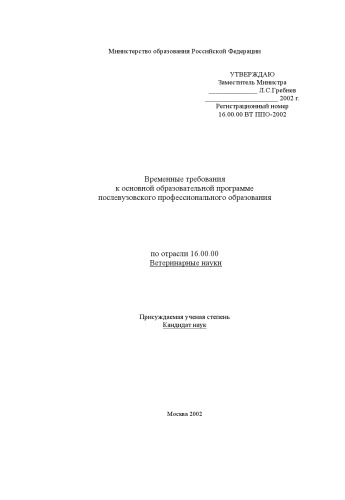 Министерство образования Российской Федерации
УТВЕРЖДАЮ
Заместитель Министра
_______________ Л.С.Гребнев
______________________ 2002 г.
Регистрационный номер
16.00.00 ВТ ППО-2002
Временные требования
к основной образовательной программе
послевузовского профессионального образования
по отрасли 16.00.00
Ветеринарные науки
Присуждаемая ученая степень
Кандидат наук
Москва 2002